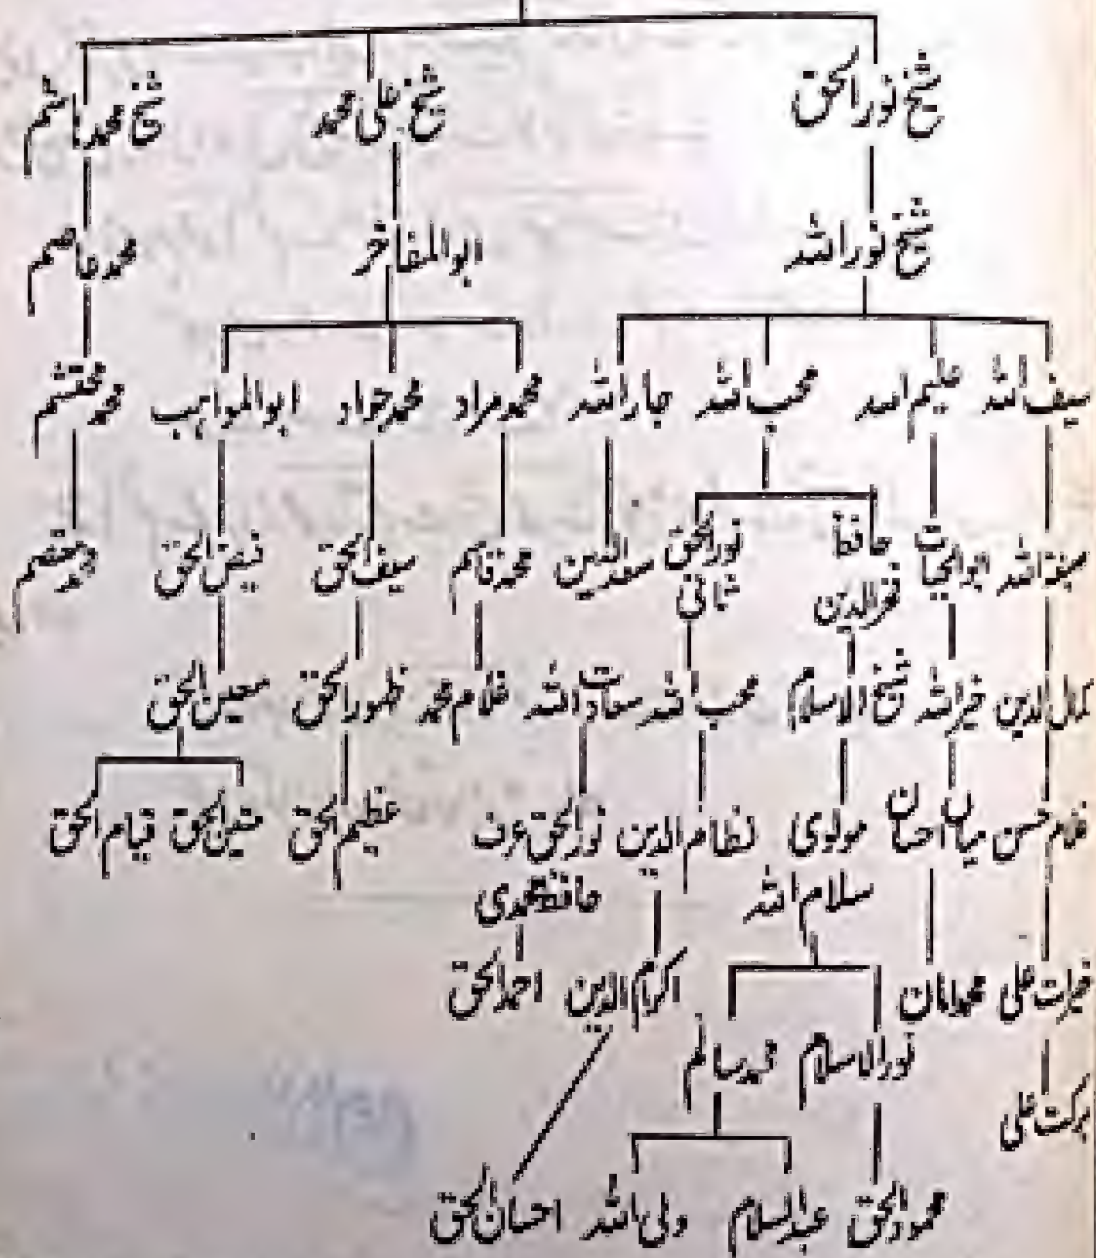 شیخ نورالحق شیخ علی محمد شیخ محمد ہاشم
شیخ نوراللہ ابوالمفاخر محمد عاصم
سیف اللہ علیم اللہ محب اللہ جاراللہ محمد مراد محمد جواد ابوالمواہب محمد محتشم
ابوالحیات حافظ نورالحق سعدالدین محمد قاسم سیف الحق فیض الحق
فخرالدین ثانی
کمال الدین خیراللہ شیخ الاسلام محب اللہ سعادت اللہ غلام محمد ظہورالحق معین الحق
غلام حسن میاں احسان مولوی نظام الدین نورالحق عرف عظیم الحق متین الحق قیام الحق
سلام اللہ حافظ محمدی
خیرات علی اکرام الدین احمدالحق
نورالاسلام محمد سالم
برکت علی
محمودالحق عبدالسلام ولی اللہ احسان الحق